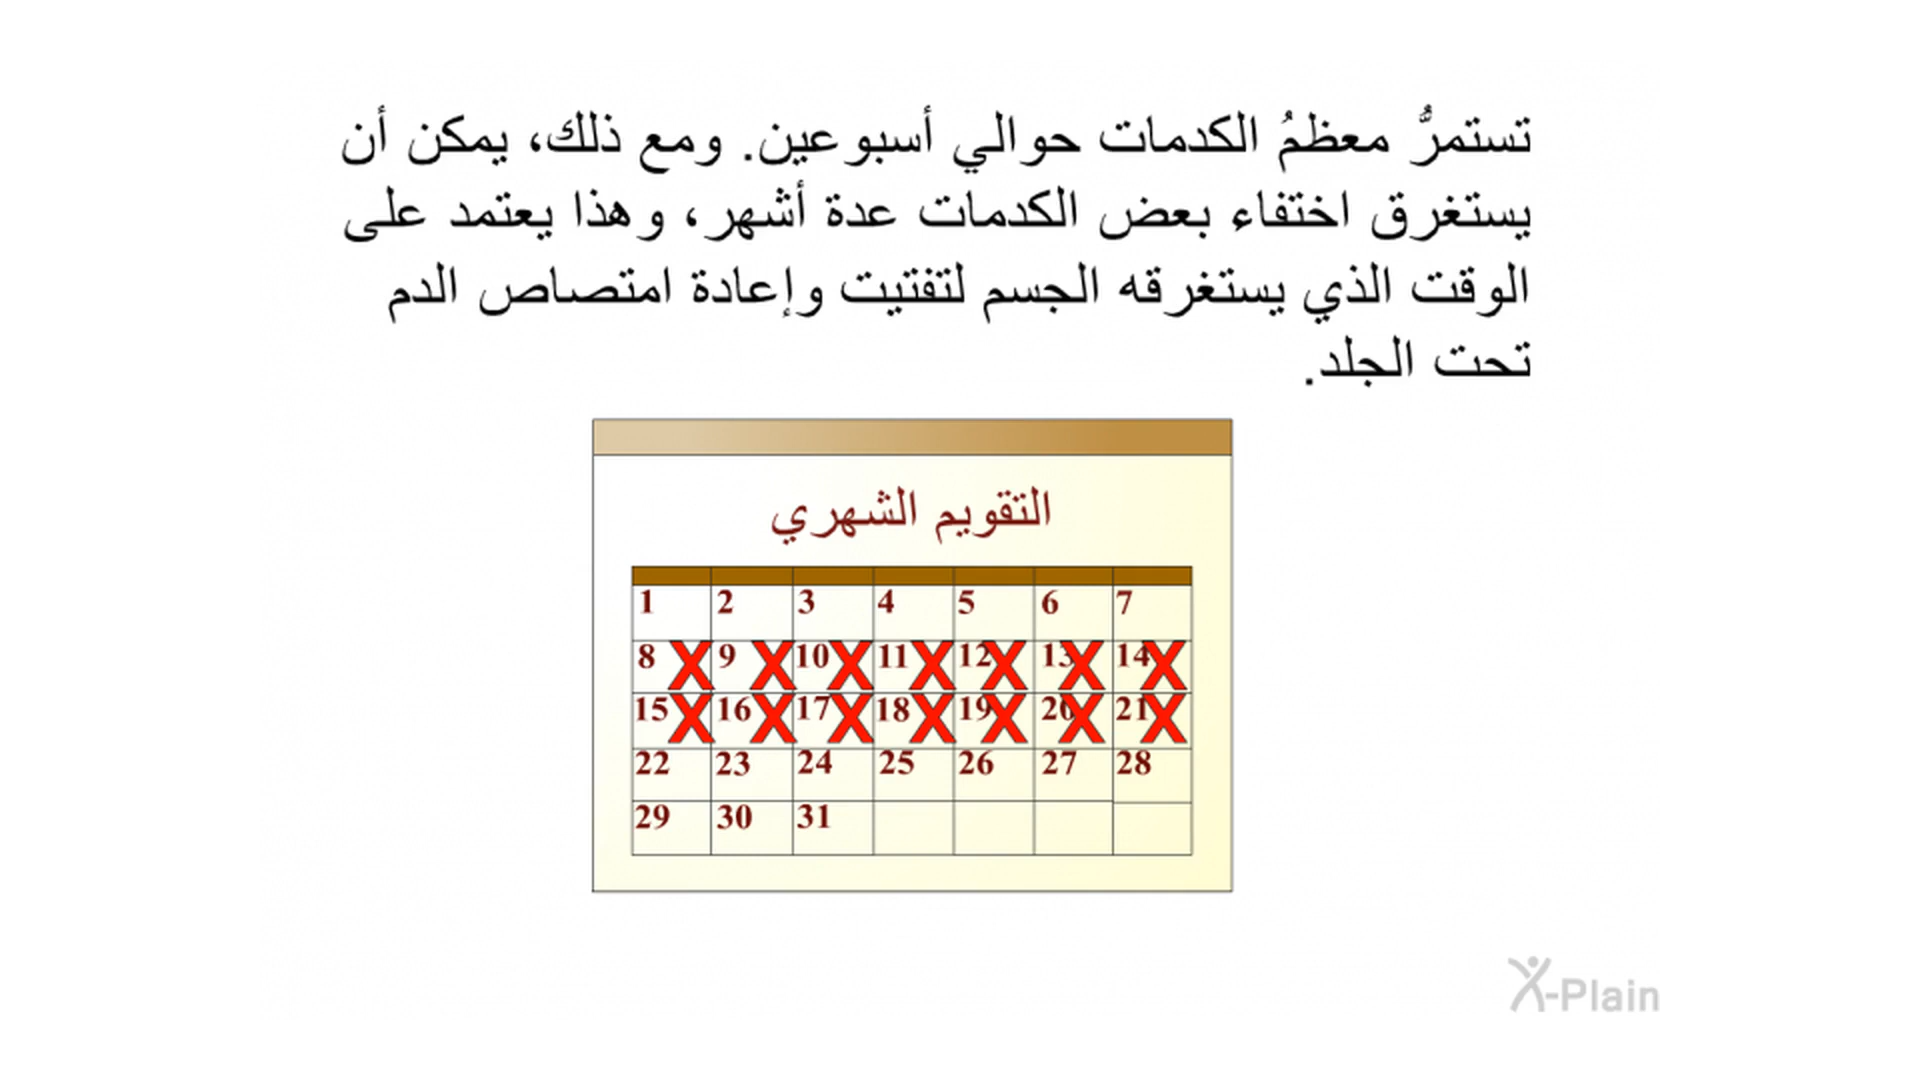 تستمرُّ معظمُ الكدمات حوالي أسبوعين. ومع ذلك، يمكن أن
يستغرق اختفاء بعض الكدمات عدة أشهر، وهذا يعتمد على
الوقت الذي يستغرقه الجسم لتفتيت وإعادة امتصاص الدم
تحت الجلد.
التقويم الشهري
1 2 3 4 5 6 7
8 X 9 X 10 X 11 X 12 X 13 X 14 X
15 X 16 X 17 X 18 X 19 X 20 X 21 X
22 23 24 25 26 27 28
29 30 31
X-Plain